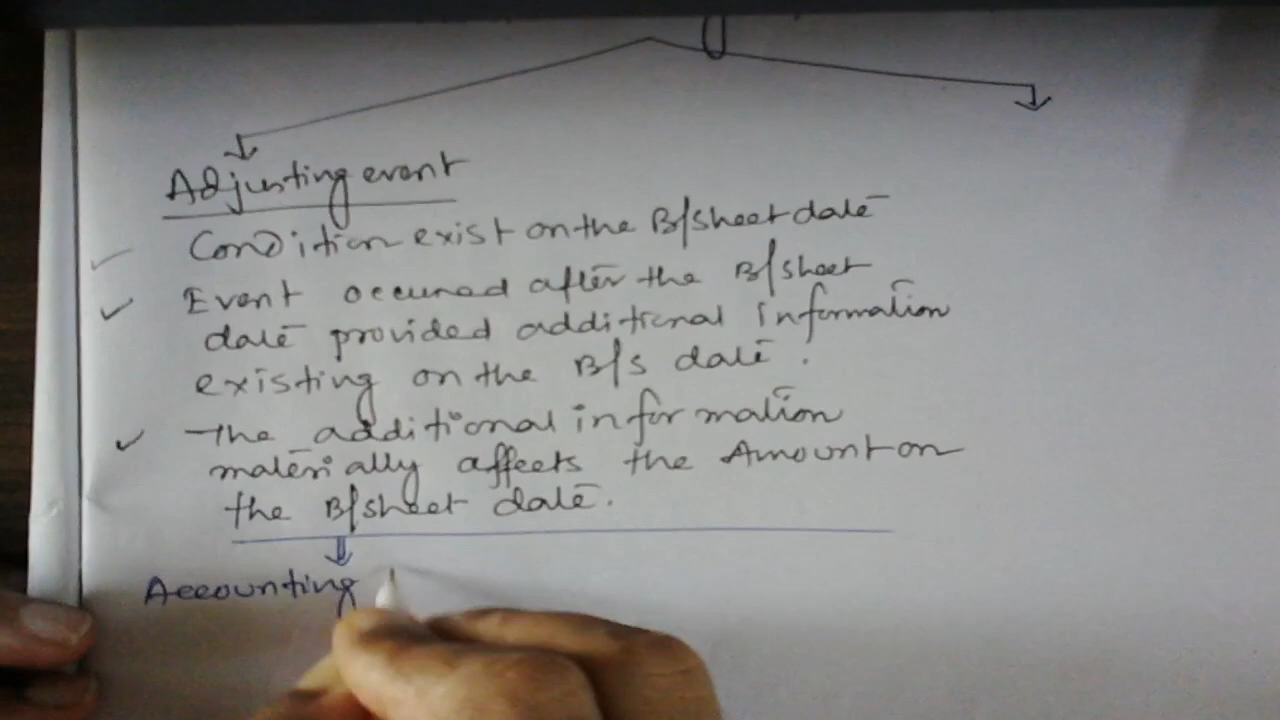 Adjusting event
Condition exist on the B/sheet date
Event occured after the B/sheet
date provided additional information
existing on the B/s date.
The additional information
materially affects the Amount on
the B/sheet date.
Accounting